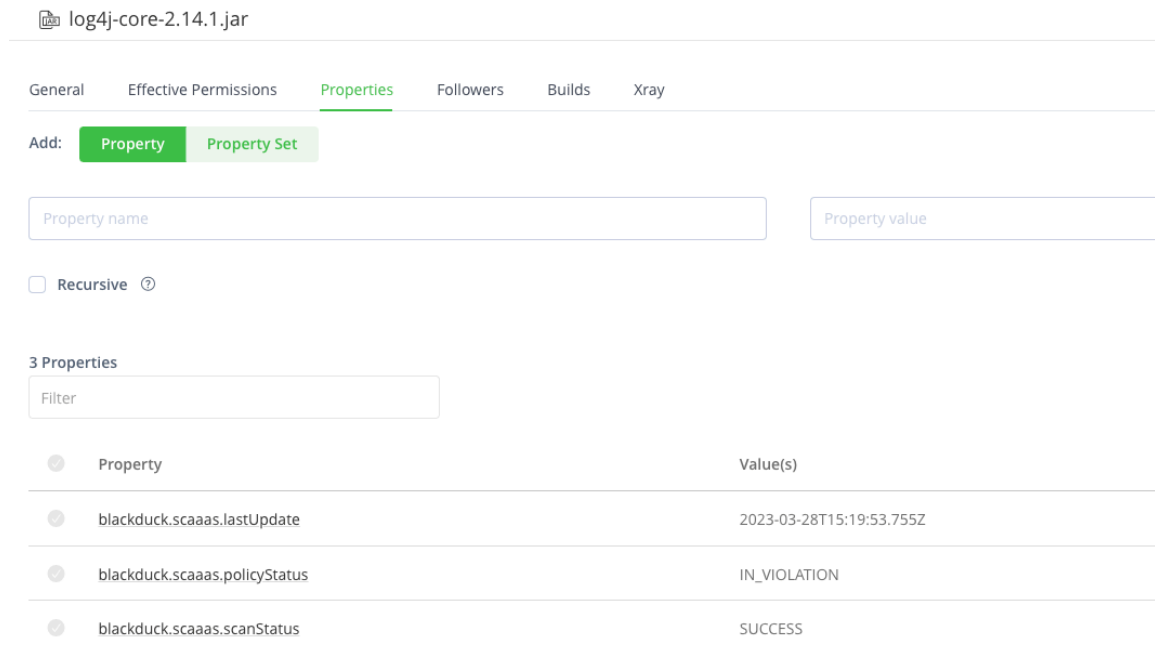 log4j-core-2.14.1.jar
General Effective Permissions Properties Followers Builds Xray
Add: Property Property Set
Property name Property value
Recursive ?
3 Properties
Filter
Property Value(s)
blackduck.scaaas.lastUpdate 2023-03-28T15:19:53.755Z
blackduck.scaaas.policyStatus IN_VIOLATION
blackduck.scaaas.scanStatus SUCCESS